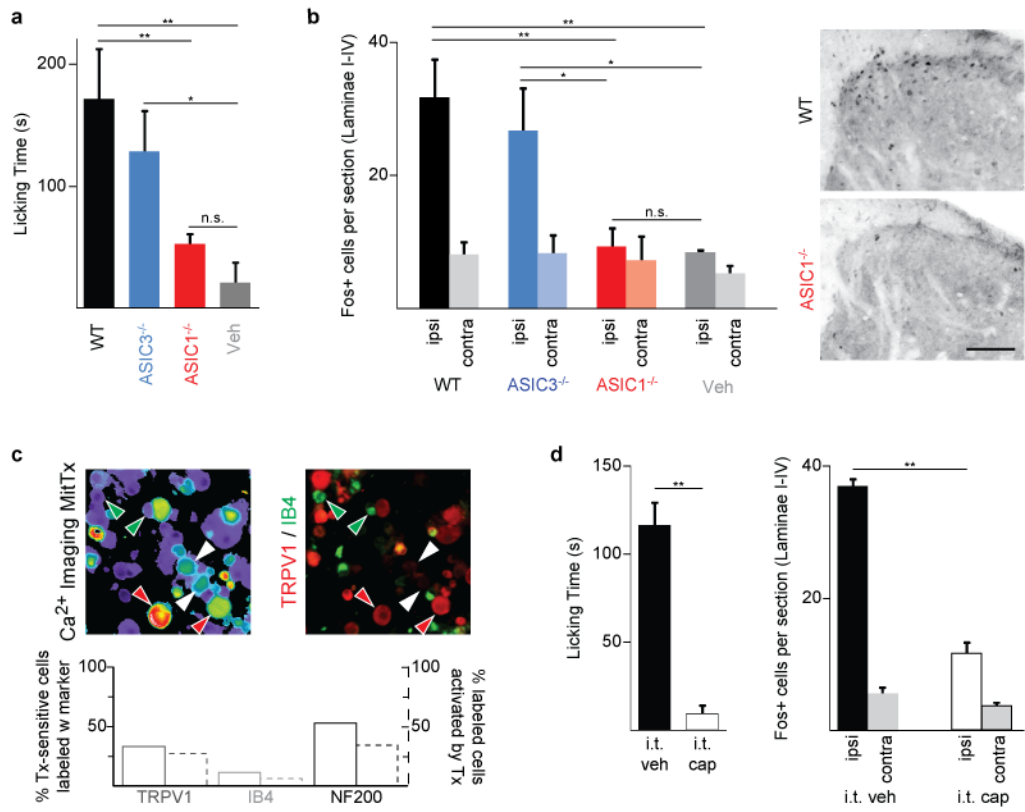 a
Licking Time (s)
200
100
**
**
*
n.s.
WT
ASIC3-/-
ASIC1-/-
Veh
b
Fos+ cells per section (Laminae I-IV)
40
20
**
**
*
*
n.s.
ipsi
contra
ipsi
contra
ipsi
contra
ipsi
contra
WT
ASIC3-/-
ASIC1-/-
Veh
WT
ASIC1-/-
c
Ca2+ Imaging MitTx
TRPV1 / IB4
% Tx-sensitive cells
labeled w marker
100
50
100
50
% labeled cells
activated by Tx
TRPV1
IB4
NF200
d
Licking Time (s)
150
100
50
**
i.t.
veh
i.t.
cap
Fos+ cells per section (Laminae I-IV)
40
20
**
ipsi
contra
ipsi
contra
i.t. veh
i.t. cap